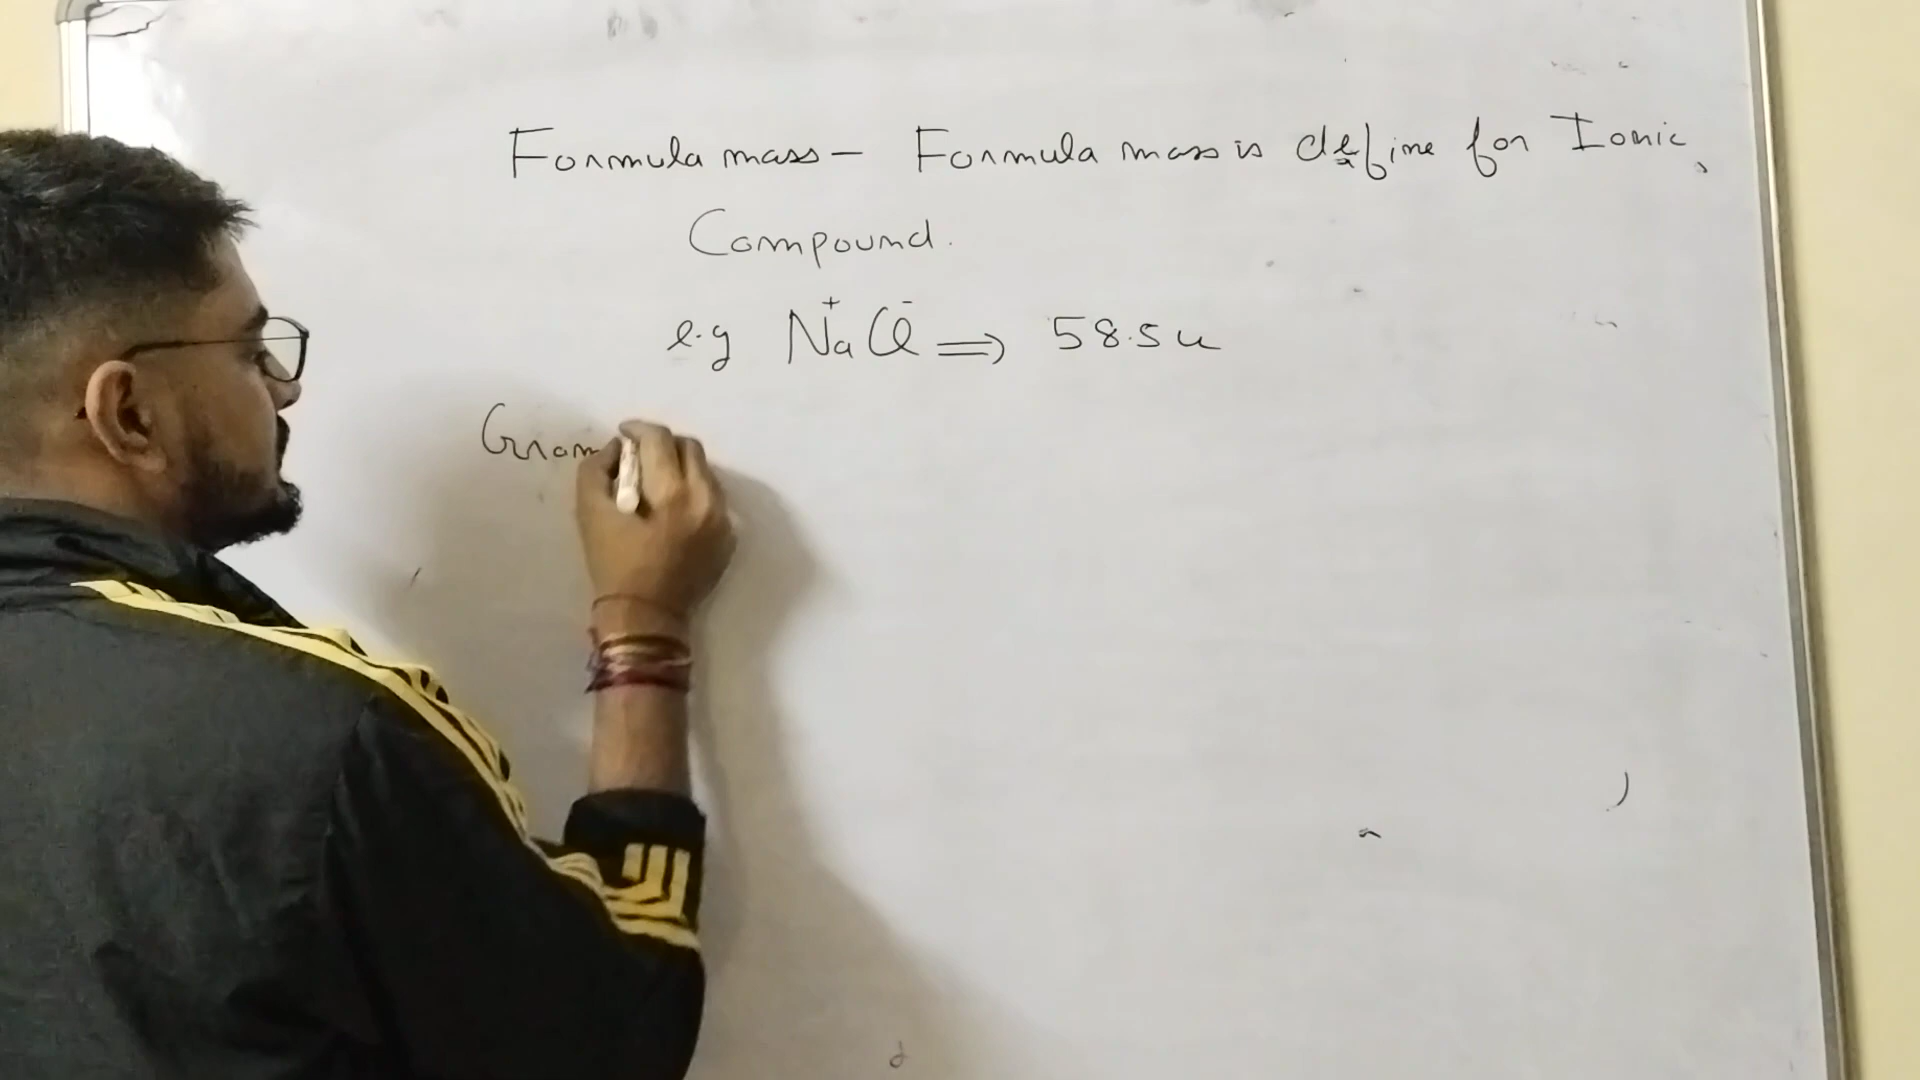 Formula mass – Formula mass is define for Ionic
Compound.
e.g Na⁺Cl⁻ ⇒ 58.5u
Gram